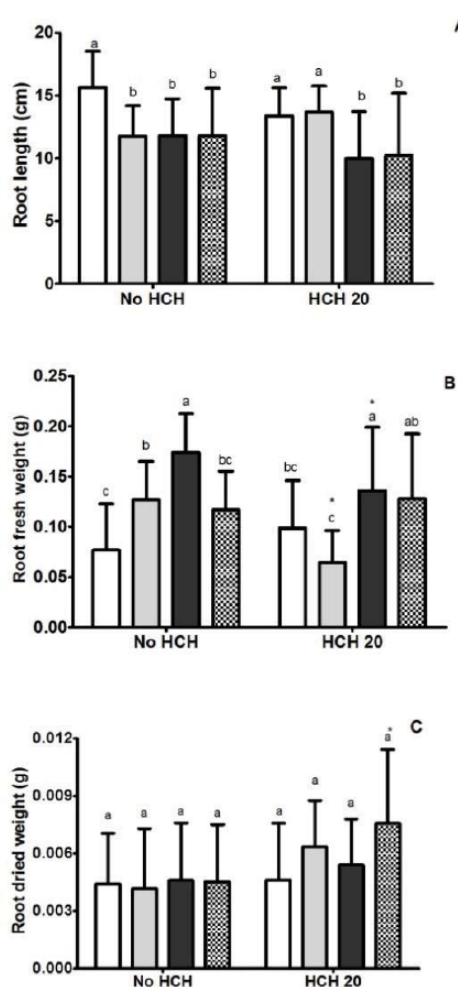 A
20
15
10
5
0
Root length (cm)
a b b b a a b b
No HCH HCH 20
B
0.25
0.20
0.15
0.10
0.05
0.00
Root fresh weight (g)
c b a bc bc * c * a ab
No HCH HCH 20
C
0.012
0.009
0.006
0.003
0.000
Root dried weight (g)
a a a a a a a * a
No HCH HCH 20